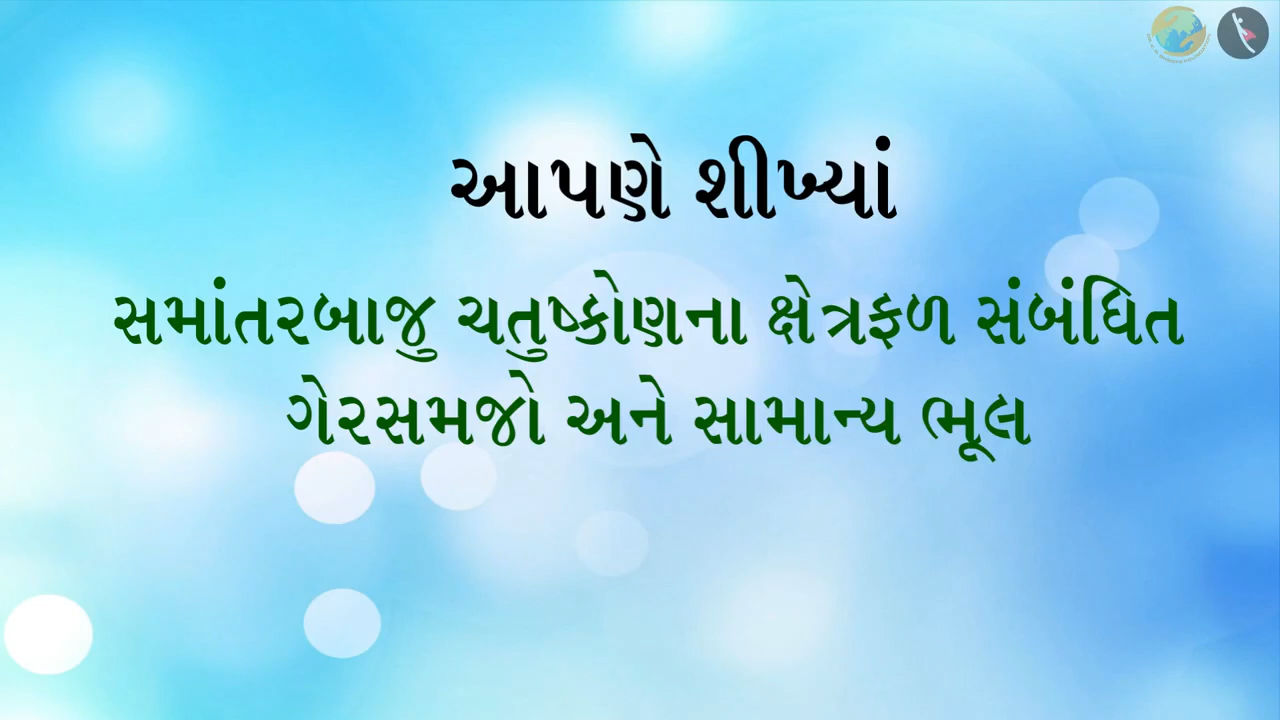 આપણે શીખ્યાં
સમાંતરબાજુ ચતુષ્કોણના ક્ષેત્રફળ સંબંધિત
ગેરસમજો અને સામાન્ય ભૂલ